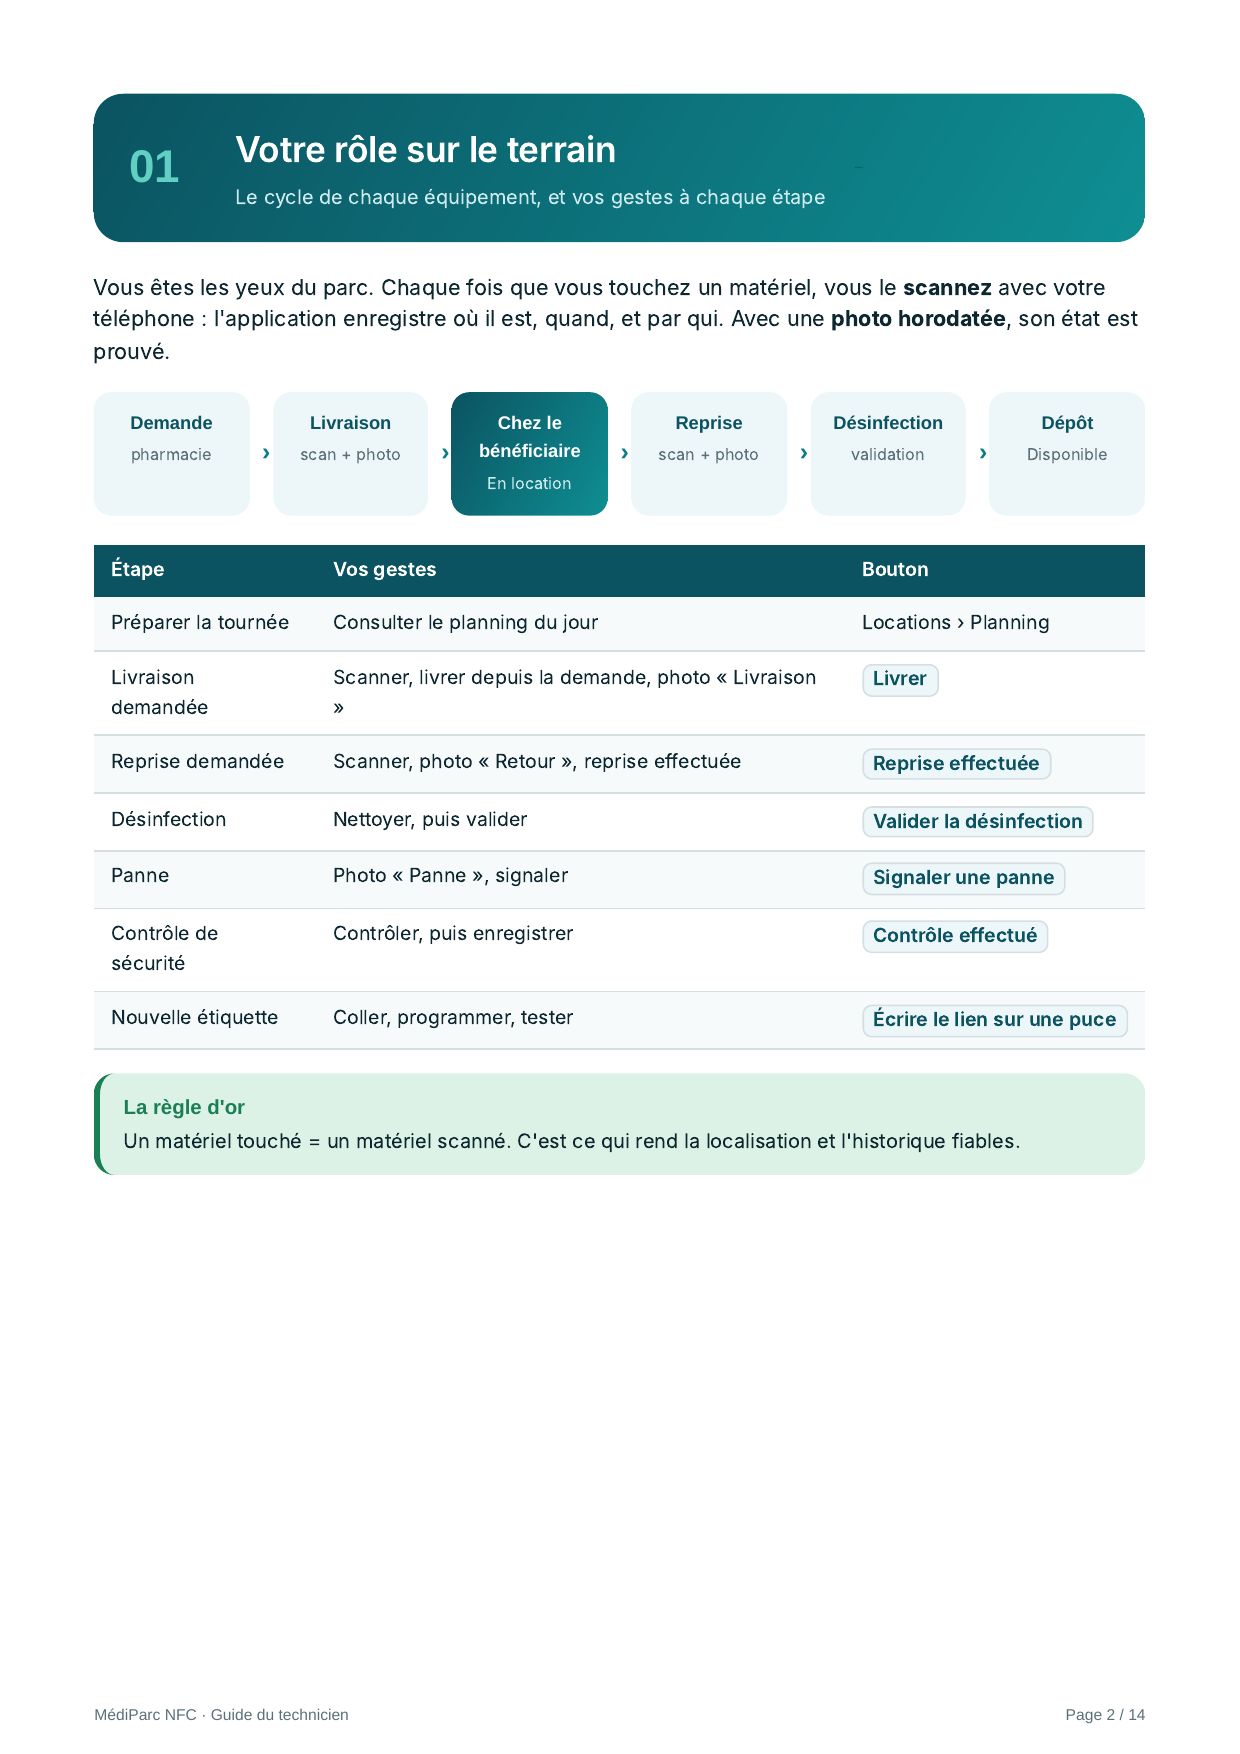 01
Votre rôle sur le terrain
Le cycle de chaque équipement, et vos gestes à chaque étape
Vous êtes les yeux du parc. Chaque fois que vous touchez un matériel, vous le scannez avec votre
téléphone : l'application enregistre où il est, quand, et par qui. Avec une photo horodatée, son état est
prouvé.
Demande
pharmacie
›
Livraison
scan + photo
›
Chez le
bénéficiaire
En location
›
Reprise
scan + photo
›
Désinfection
validation
›
Dépôt
Disponible
Étape Vos gestes Bouton
Préparer la tournée Consulter le planning du jour Locations › Planning
Livraison Scanner, livrer depuis la demande, photo « Livraison Livrer
demandée »
Reprise demandée Scanner, photo « Retour », reprise effectuée Reprise effectuée
Désinfection Nettoyer, puis valider Valider la désinfection
Panne Photo « Panne », signaler Signaler une panne
Contrôle de Contrôler, puis enregistrer Contrôle effectué
sécurité
Nouvelle étiquette Coller, programmer, tester Écrire le lien sur une puce
La règle d'or
Un matériel touché = un matériel scanné. C'est ce qui rend la localisation et l'historique fiables.
MédiParc NFC · Guide du technicien Page 2 / 14